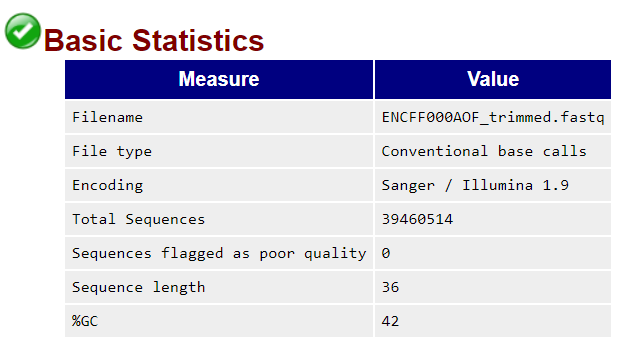 Basic Statistics
Measure Value
Filename ENCFF000AOF_trimmed.fastq
File type Conventional base calls
Encoding Sanger / Illumina 1.9
Total Sequences 39460514
Sequences flagged as poor quality 0
Sequence length 36
%GC 42